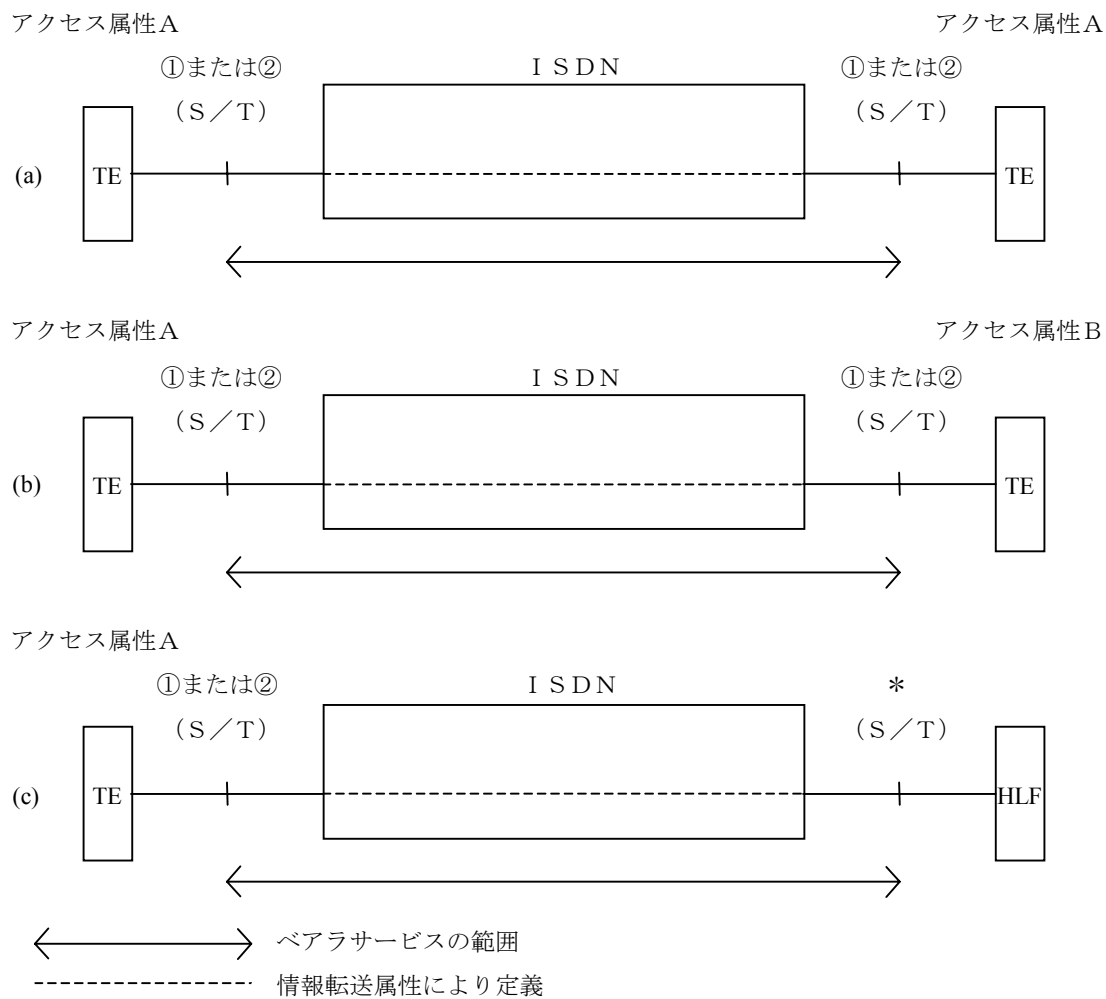 アクセス属性A アクセス属性A
①または② ISDN ①または②
(S/T) (S/T)
(a) TE TE
アクセス属性A アクセス属性B
①または② ISDN ①または②
(S/T) (S/T)
(b) TE TE
アクセス属性A
①または② ISDN *
(S/T) (S/T)
(c) TE HLF
ベアラサービスの範囲
情報転送属性により定義